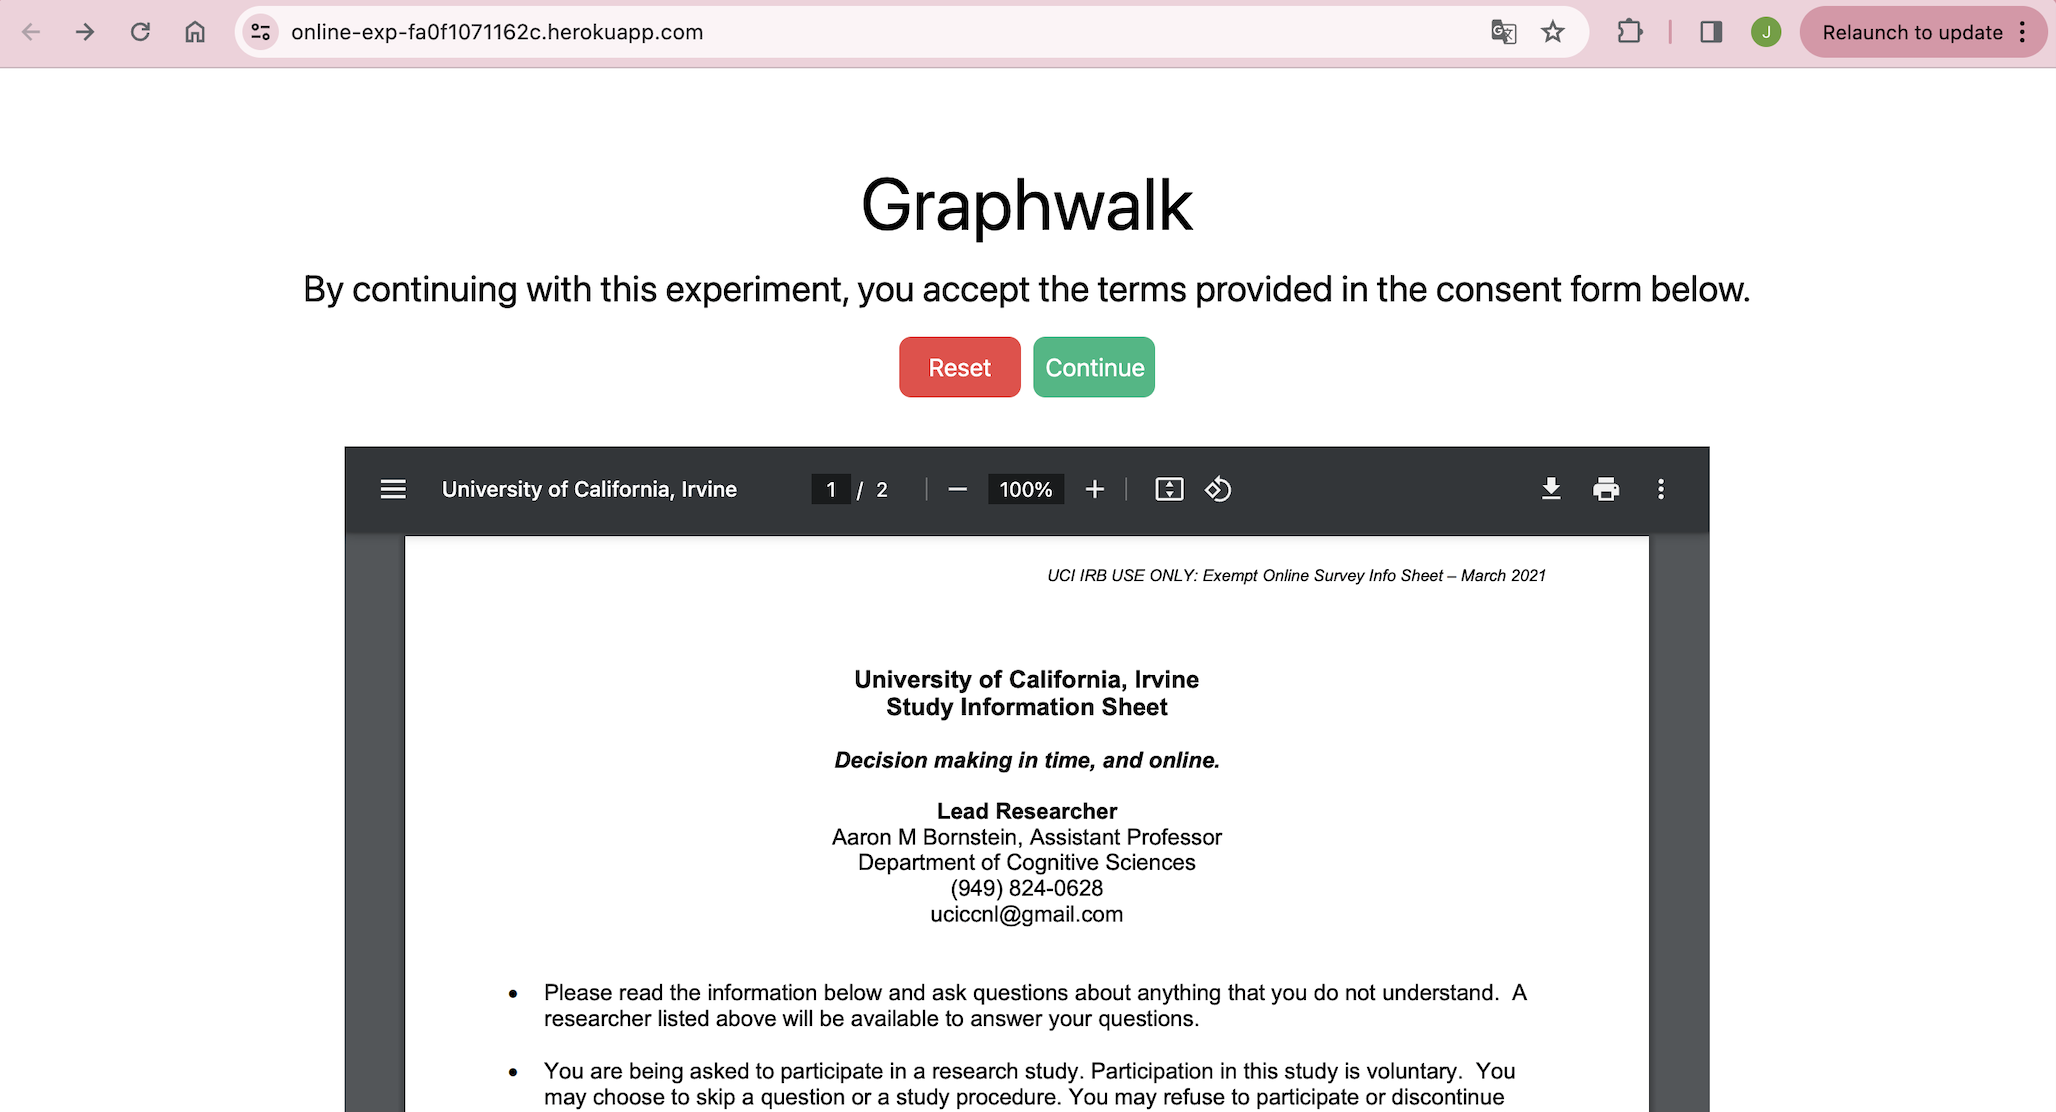 online-exp-fa0f1071162c.herokuapp.com
J
Relaunch to update
Graphwalk
By continuing with this experiment, you accept the terms provided in the consent form below.
Reset Continue
University of California, Irvine 1 / 2 100%
UCI IRB USE ONLY: Exempt Online Survey Info Sheet – March 2021
University of California, Irvine
Study Information Sheet
Decision making in time, and online.
Lead Researcher
Aaron M Bornstein, Assistant Professor
Department of Cognitive Sciences
(949) 824-0628
uciccnl@gmail.com
• Please read the information below and ask questions about anything that you do not understand. A
researcher listed above will be available to answer your questions.
• You are being asked to participate in a research study. Participation in this study is voluntary. You
may choose to skip a question or a study procedure. You may refuse to participate or discontinue